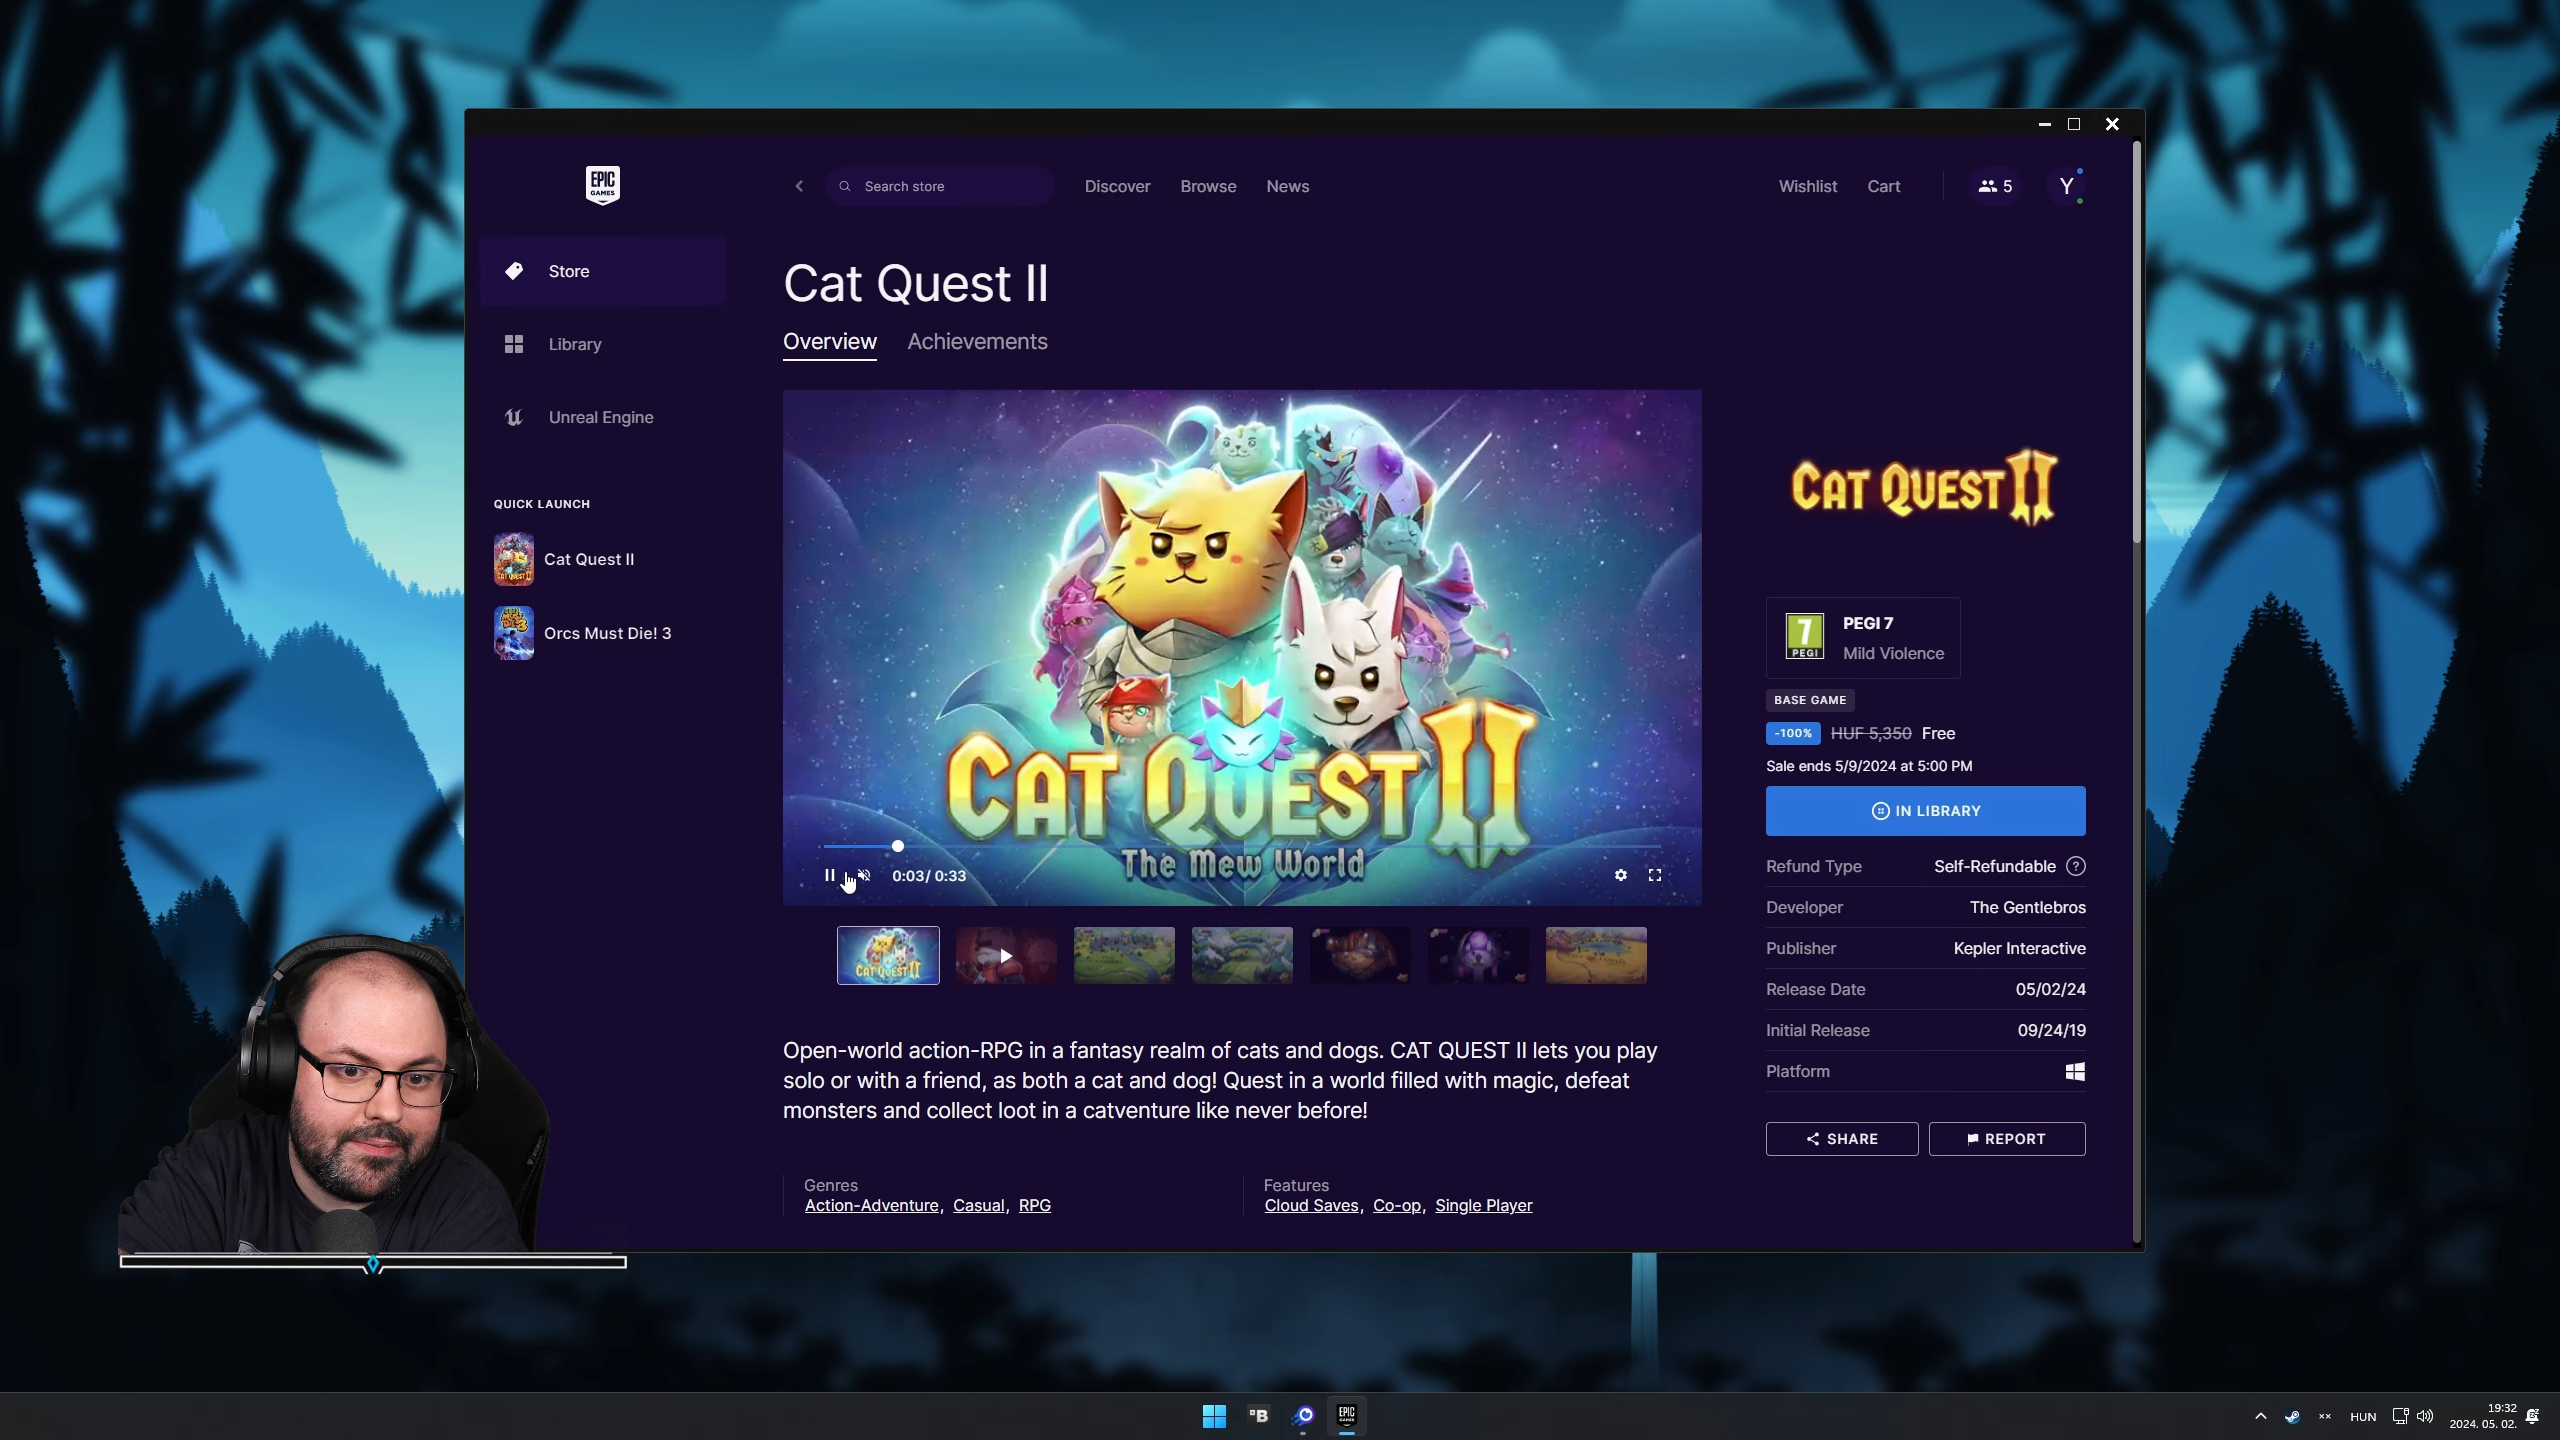 EPIC
GAMES
Search store
Discover
Browse
News
Wishlist
Cart
5
Y
Store
Library
Unreal Engine
QUICK LAUNCH
Cat Quest II
Orcs Must Die! 3
Cat Quest II
Overview
Achievements
CAT QUEST II
The Mew World
0:03/ 0:33
CAT QUEST II
Open-world action-RPG in a fantasy realm of cats and dogs. CAT QUEST II lets you play
solo or with a friend, as both a cat and dog! Quest in a world filled with magic, defeat
monsters and collect loot in a catventure like never before!
Genres
Action-Adventure, Casual, RPG
Features
Cloud Saves, Co-op, Single Player
CAT QUEST II
7
PEGI
PEGI 7
Mild Violence
BASE GAME
-100% HUF 5,350 Free
Sale ends 5/9/2024 at 5:00 PM
IN LIBRARY
Refund Type Self-Refundable
Developer The Gentlebros
Publisher Kepler Interactive
Release Date 05/02/24
Initial Release 09/24/19
Platform
SHARE
REPORT
B
EPIC
GAMES
HUN
19:32
2024. 05. 02.